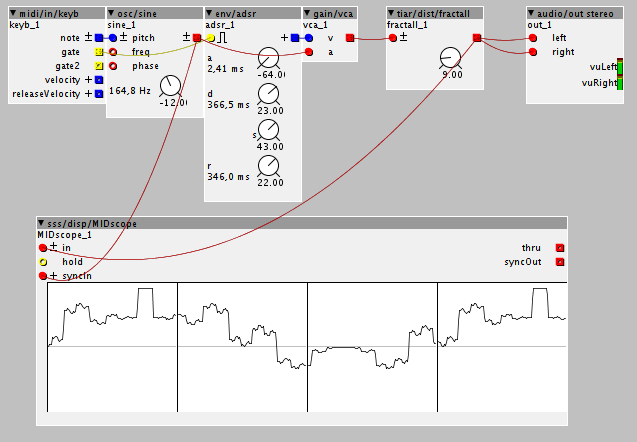 midi/in/keyb
keyb_1
note
gate
gate2
velocity +
releaseVelocity +
osc/sine
sine_1
pitch
freq
phase
164,8 Hz
-12.00
env/adsr
adsr_1
a
2,41 ms
-64.00
d
366,5 ms
23.00
s
43.00
r
346.0 ms
22.00
gain/vca
vca_1
v
a
tiar/dist/fractall
fractall_1
9.00
audio/out stereo
out_1
left
right
vuLeft
vuRight
sss/disp/MIDscope
MIDscope_1
in
hold
syncIn
thru
syncOut